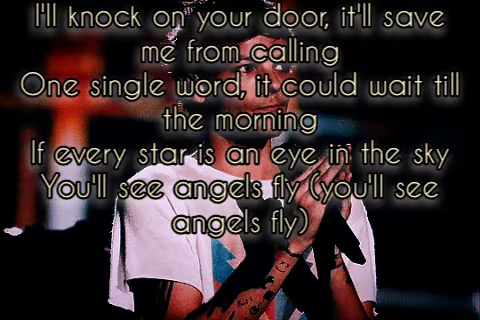 I'll knock on your door, it'll save
me from calling
One single word, it could wait till
the morning
If every star is an eye in the sky
You'll see angels fly (you'll see
angels fly)